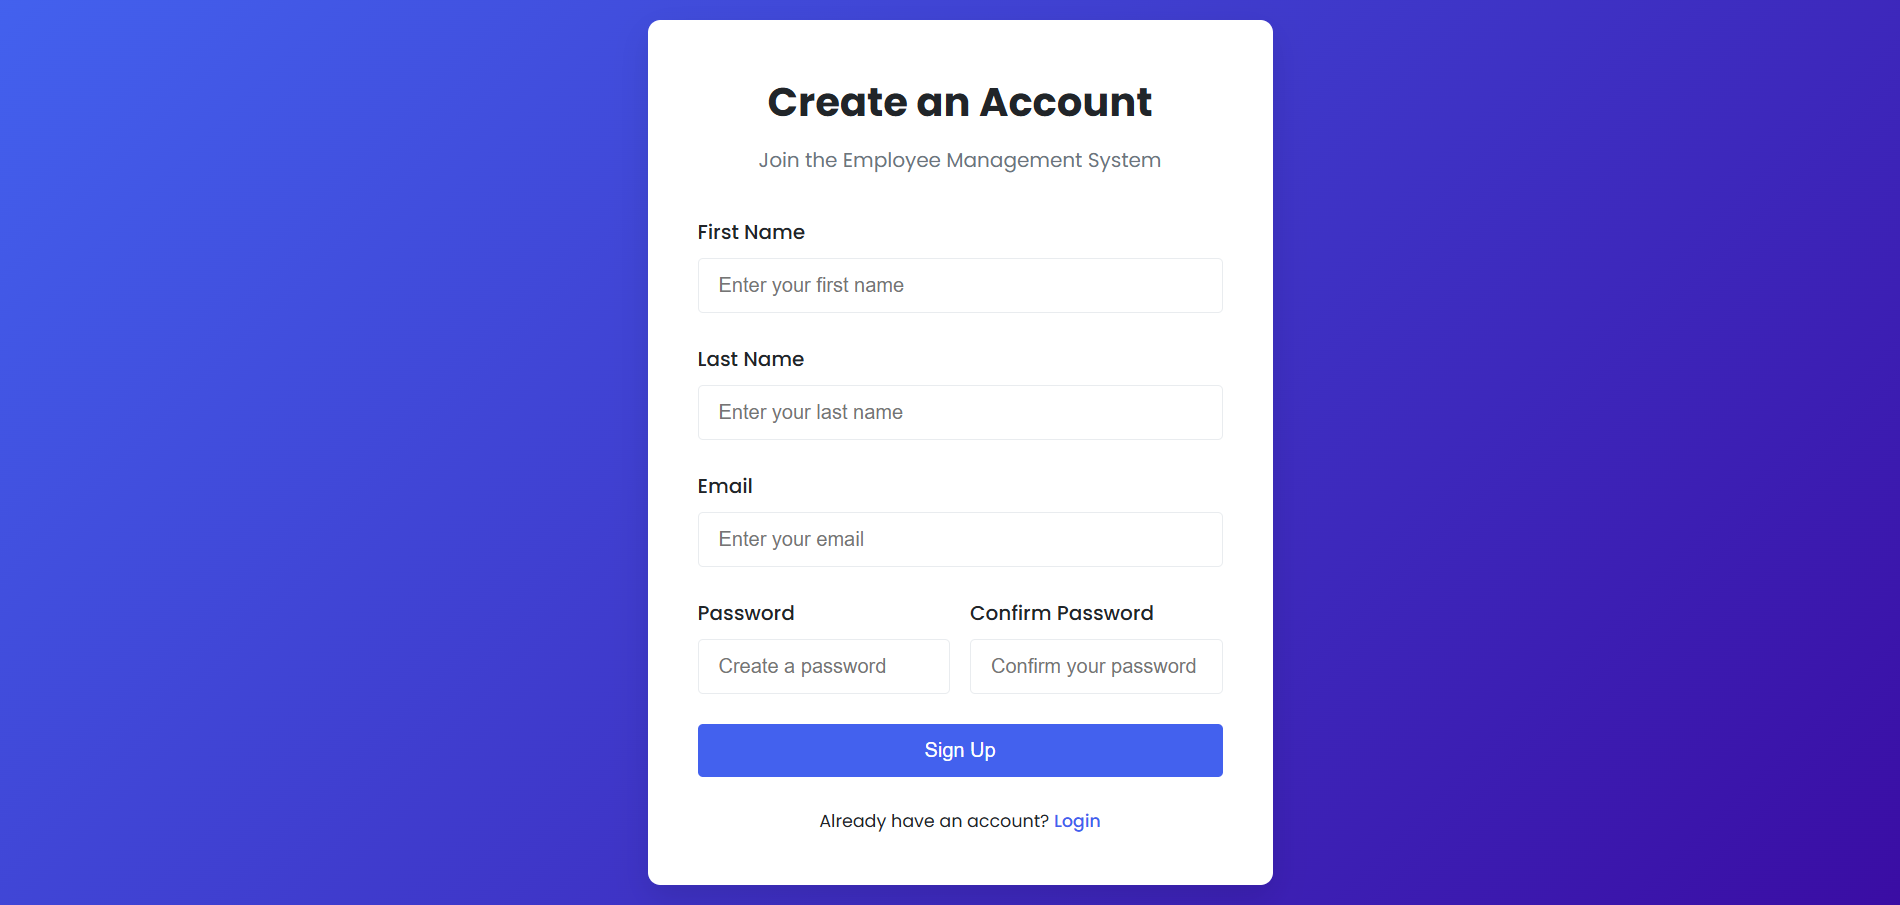 Create an Account
Join the Employee Management System
First Name
Enter your first name
Last Name
Enter your last name
Email
Enter your email
Password Confirm Password
Create a password Confirm your password
Sign Up
Already have an account? Login